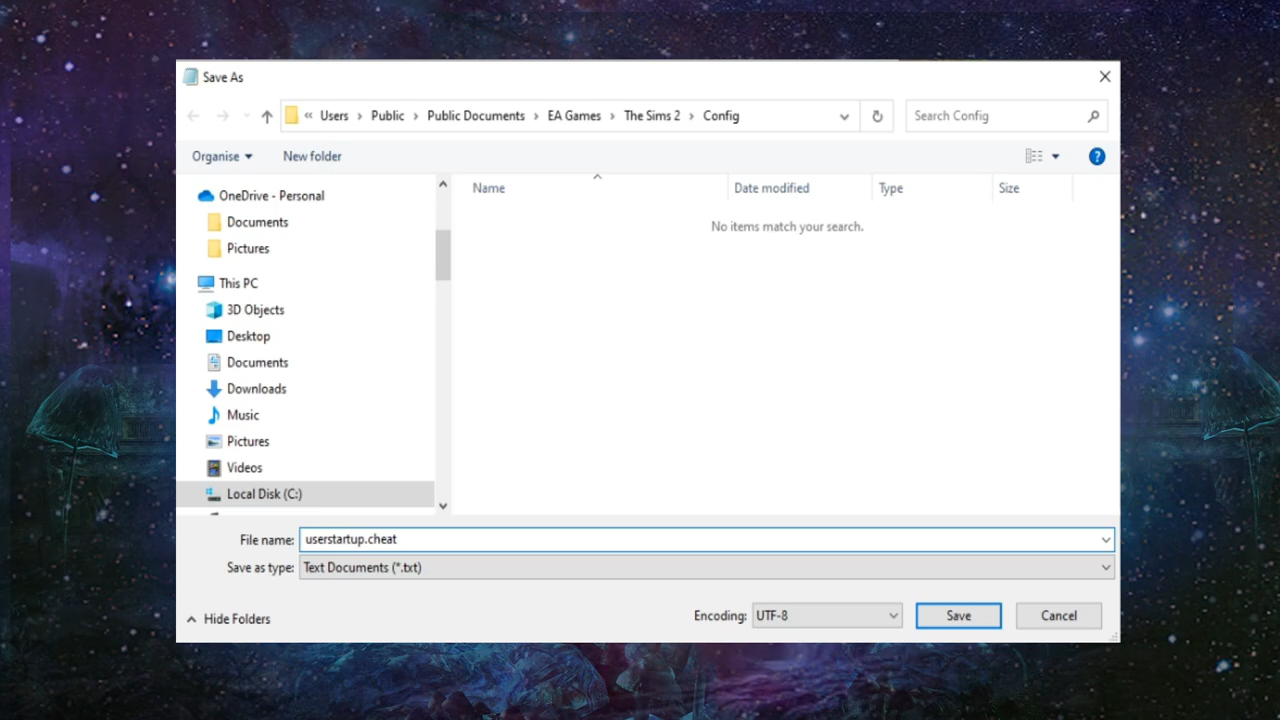 Save As
« Users › Public › Public Documents › EA Games › The Sims 2 › Config
Search Config
Organise
New folder
?
OneDrive - Personal
Documents
Pictures
This PC
3D Objects
Desktop
Documents
Downloads
Music
Pictures
Videos
Local Disk (C:)
Name Date modified Type Size
No items match your search.
File name: userstartup.cheat
Save as type: Text Documents (*.txt)
Hide Folders
Encoding: UTF-8
Save
Cancel